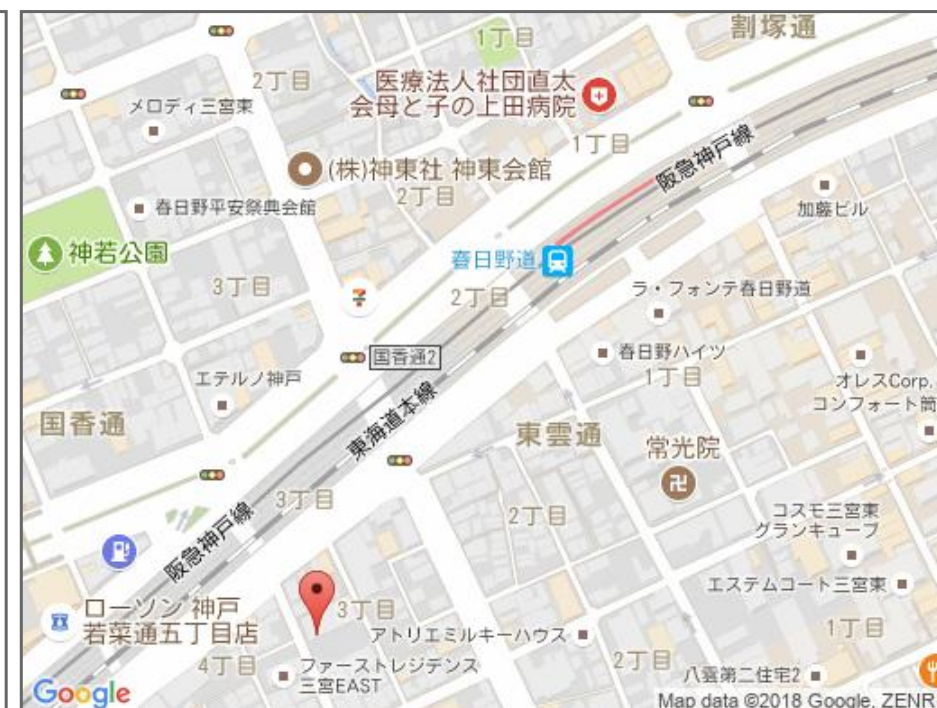 割塚通
1丁目
2丁目
医療法人社団直太
会母と子の上田病院
メロディ三宮東
1丁目
阪急神戸線
(株)神東社 神東会館
2丁目
加藤ビル
春日野平安祭典会館
神若公園
春日野道
3丁目
2丁目
ラ・フォンテ春日野道
国香通2
春日野ハイツ
1丁目
エテルノ神戸
オレスCorp.
コンフォート筒
国香通
東海道本線
東雲通
常光院
3丁目
2丁目
コスモ三宮東
グランキューブ
阪急神戸線
エステムコート三宮東
ローソン 神戸
若菜通五丁目店
3丁目
アトリエミルキーハウス
1丁目
4丁目
ファーストレジデンス
三宮EAST
2丁目
八雲第二住宅2
Google
Map data ©2018 Google, ZENR